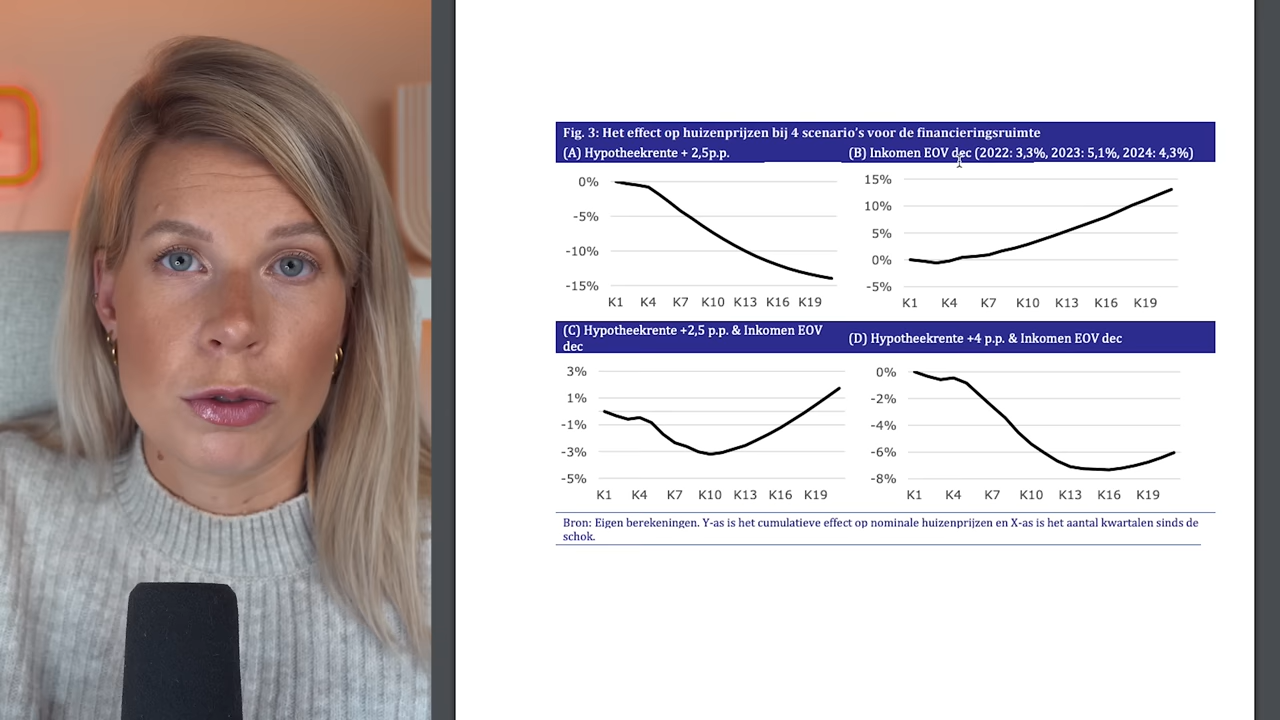 Fig. 3: Het effect op huizenprijzen bij 4 scenario's voor de financieringsruimte
(A) Hypotheekrente + 2,5p.p.
(B) Inkomen EOV dec (2022: 3,3%, 2023: 5,1%, 2024: 4,3%)
0%
-5%
-10%
-15%
K1 K4 K7 K10 K13 K16 K19
15%
10%
5%
0%
-5%
K1 K4 K7 K10 K13 K16 K19
(C) Hypotheekrente +2,5 p.p. & Inkomen EOV
dec
(D) Hypotheekrente +4 p.p. & Inkomen EOV dec
3%
1%
-1%
-3%
-5%
K1 K4 K7 K10 K13 K16 K19
0%
-2%
-4%
-6%
-8%
K1 K4 K7 K10 K13 K16 K19
Bron: Eigen berekeningen. Y-as is het cumulatieve effect op nominale huizenprijzen en X-as is het aantal kwartalen sinds de
schok.